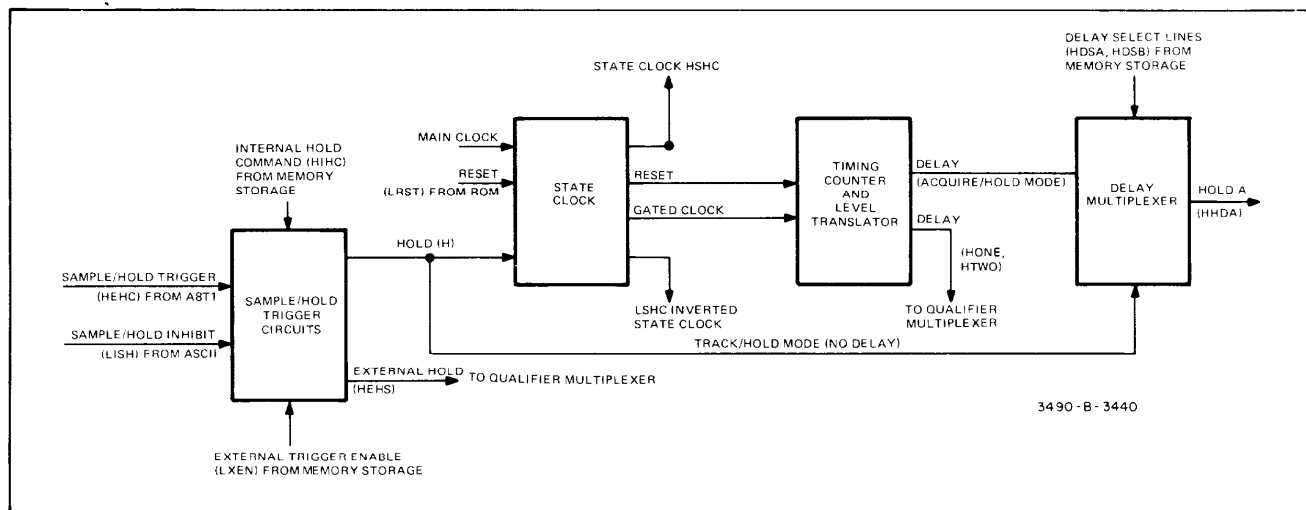 DELAY SELECT LINES
(HDSA, HDSB) FROM
MEMORY STORAGE
STATE CLOCK HSHC
MAIN CLOCK
RESET
(LRST) FROM ROM
STATE
CLOCK
RESET
GATED CLOCK
TIMING
COUNTER
AND
LEVEL
TRANSLATOR
DELAY
(ACQUIRE/HOLD MODE)
DELAY
(HONE,
HTWO)
TO QUALIFIER
MULTIPLEXER
DELAY
MULTIPLEXER
HOLD A
(HHDA)
INTERNAL HOLD
COMMAND (HIHC)
FROM MEMORY
STORAGE
HOLD (H)
SAMPLE/HOLD TRIGGER
(HEHC) FROM A8T1
SAMPLE/HOLD INHIBIT
(LISH) FROM ASCII
SAMPLE/HOLD
TRIGGER
CIRCUITS
LSHC INVERTED
STATE CLOCK
TRACK/HOLD MODE (NO DELAY)
EXTERNAL HOLD
(HEHS)
TO QUALIFIER MULTIPLEXER
EXTERNAL TRIGGER ENABLE
(LXEN) FROM MEMORY STORAGE
3490-B-3440